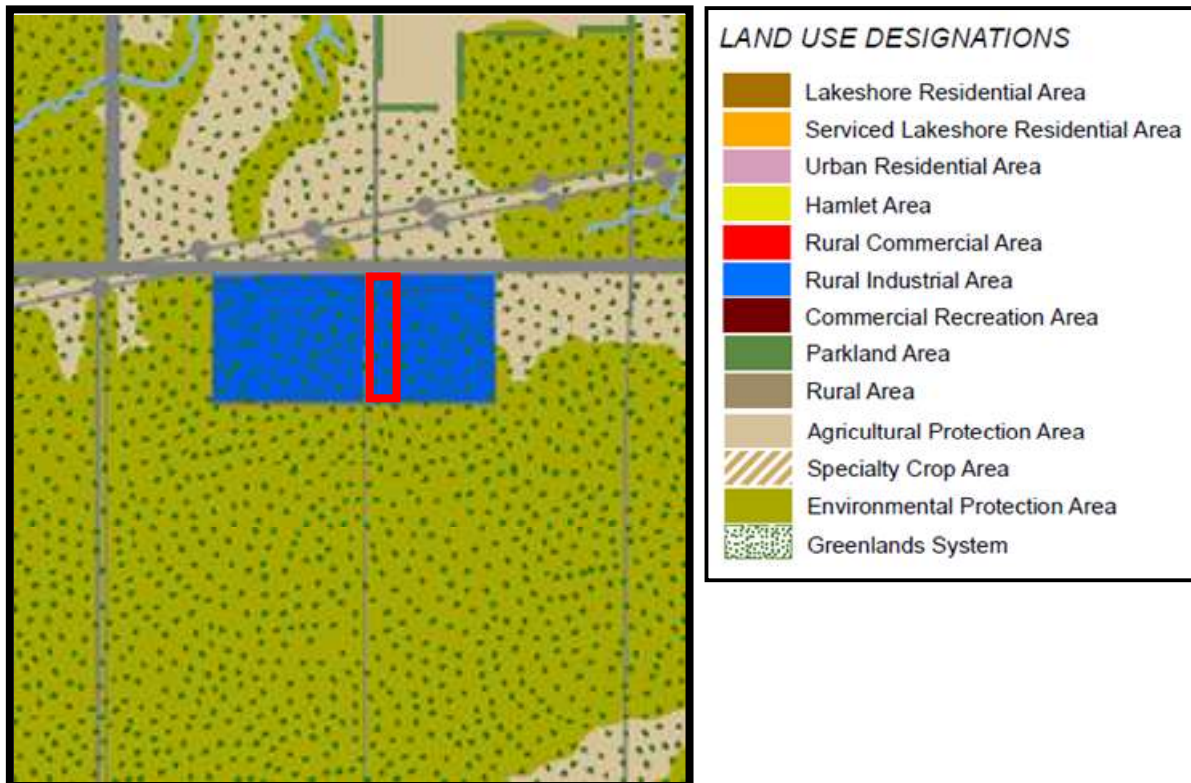 LAND USE DESIGNATIONS
Lakeshore Residential Area
Serviced Lakeshore Residential Area
Urban Residential Area
Hamlet Area
Rural Commercial Area
Rural Industrial Area
Commercial Recreation Area
Parkland Area
Rural Area
Agricultural Protection Area
Specialty Crop Area
Environmental Protection Area
Greenlands System